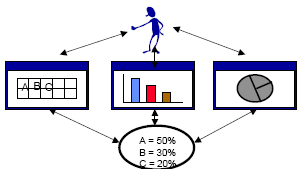 A B C
A = 50%
B = 30%
C = 20%